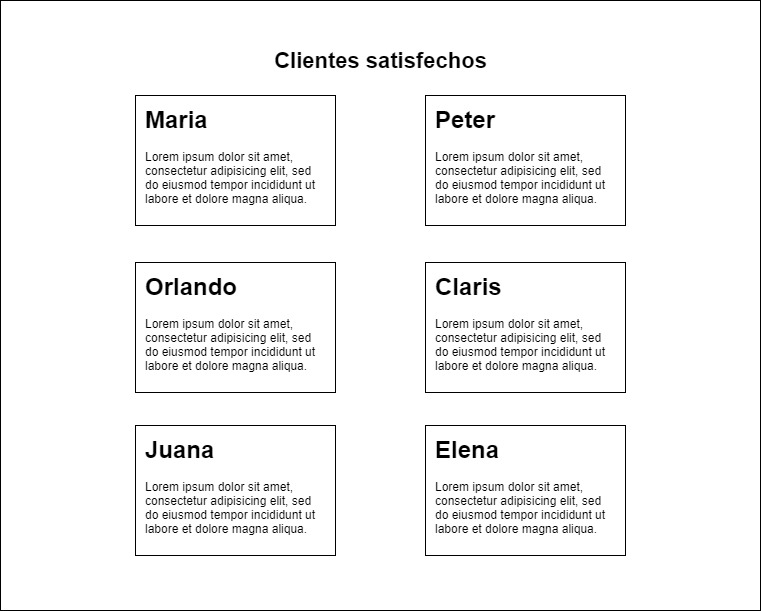 Clientes satisfechos
Maria
Lorem ipsum dolor sit amet,
consectetur adipisicing elit, sed
do eiusmod tempor incididunt ut
labore et dolore magna aliqua.
Peter
Lorem ipsum dolor sit amet,
consectetur adipisicing elit, sed
do eiusmod tempor incididunt ut
labore et dolore magna aliqua.
Orlando
Lorem ipsum dolor sit amet,
consectetur adipisicing elit, sed
do eiusmod tempor incididunt ut
labore et dolore magna aliqua.
Claris
Lorem ipsum dolor sit amet,
consectetur adipisicing elit, sed
do eiusmod tempor incididunt ut
labore et dolore magna aliqua.
Juana
Lorem ipsum dolor sit amet,
consectetur adipisicing elit, sed
do eiusmod tempor incididunt ut
labore et dolore magna aliqua.
Elena
Lorem ipsum dolor sit amet,
consectetur adipisicing elit, sed
do eiusmod tempor incididunt ut
labore et dolore magna aliqua.